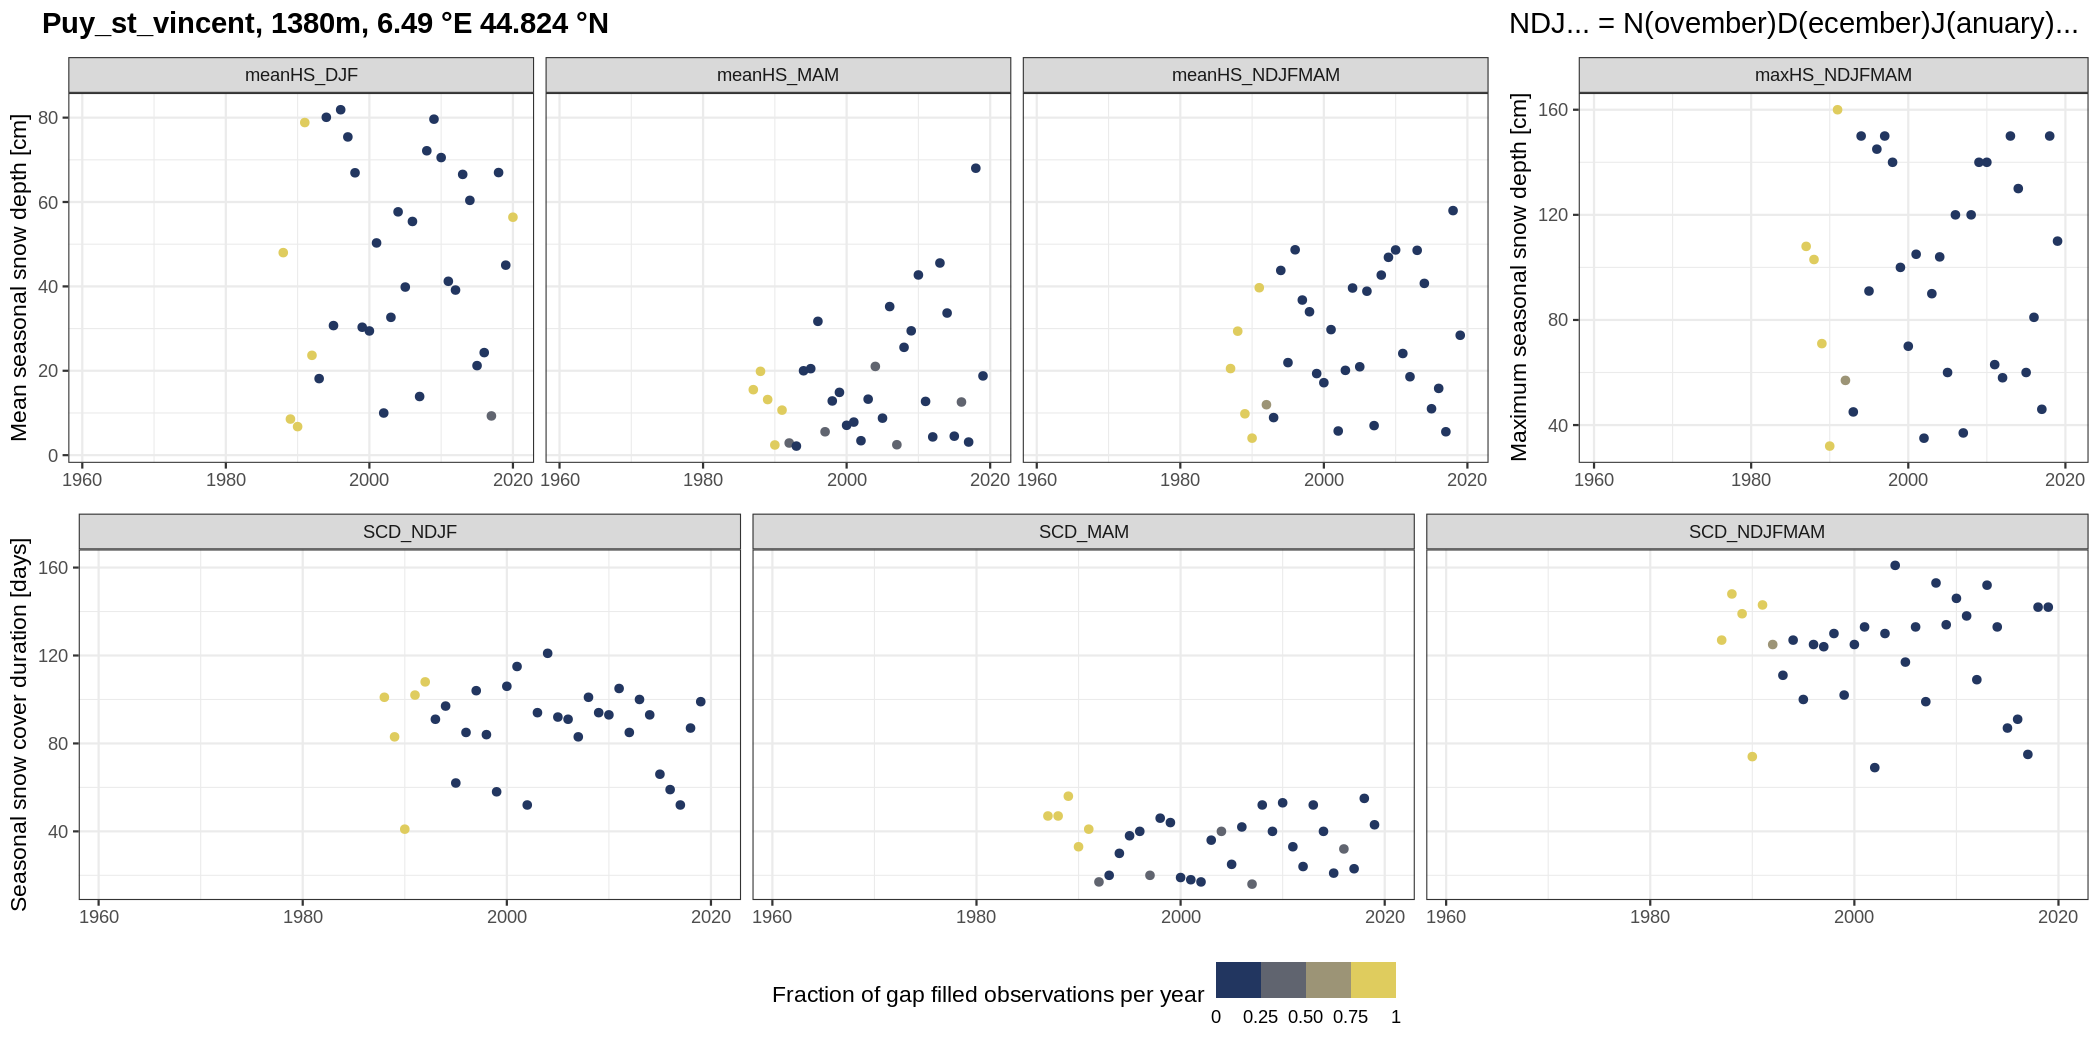 Puy_st_vincent, 1380m, 6.49 °E 44.824 °N
NDJ... = N(ovember)D(ecember)J(anuary)...
meanHS_DJF
meanHS_MAM
meanHS_NDJFMAM
maxHS_NDJFMAM
Mean seasonal snow depth [cm]
80
60
40
20
0
1960 1980 2000 2020
1960 1980 2000 2020
1960 1980 2000 2020
Maximum seasonal snow depth [cm]
160
120
80
40
1960 1980 2000 2020
SCD_NDJF
SCD_MAM
SCD_NDJFMAM
Seasonal snow cover duration [days]
160
120
80
40
1960 1980 2000 2020
1960 1980 2000 2020
1960 1980 2000 2020
Fraction of gap filled observations per year
0 0.25 0.50 0.75 1